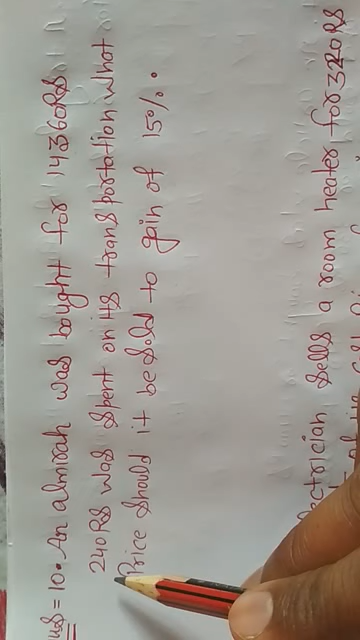 Qus = 10. An almirah was bought for 14360RS
240RS was spent on its transportation. What
Price should it be sold to gain of 15%.
electrician sells a room heater for 3220RS